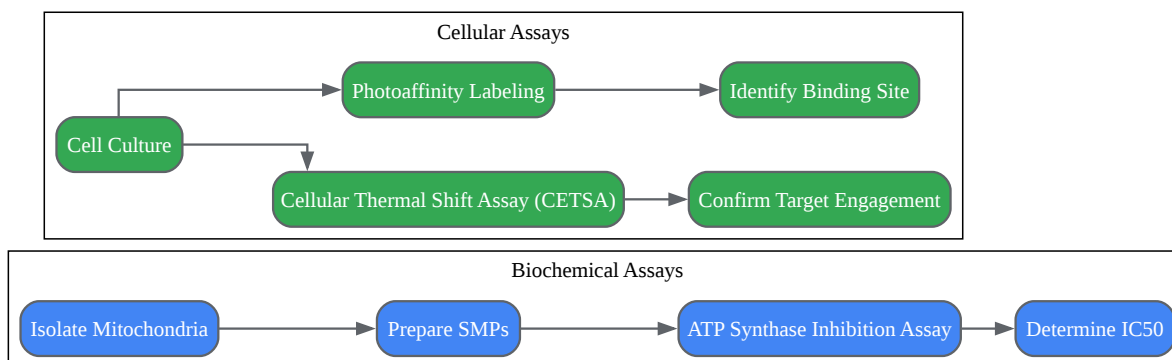 Cellular Assays
Photoaffinity Labeling
Identify Binding Site
Cell Culture
Cellular Thermal Shift Assay (CETSA)
Confirm Target Engagement
Biochemical Assays
Isolate Mitochondria
Prepare SMPs
ATP Synthase Inhibition Assay
Determine IC50